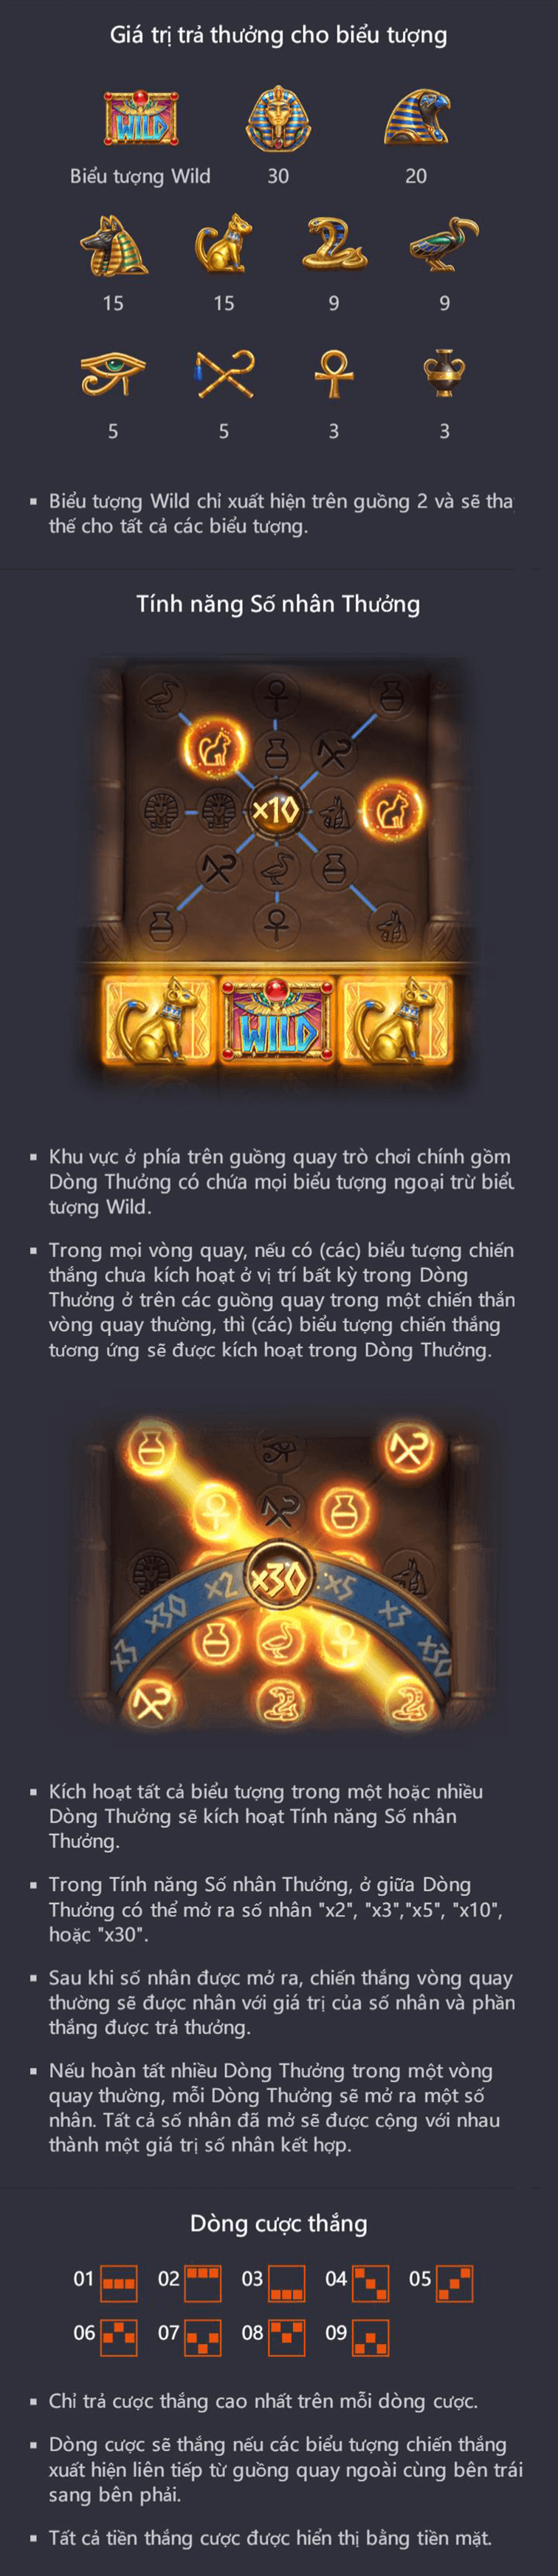 Giá trị trả thưởng cho biểu tượng
WILD
Biểu tượng Wild 30 20
15 15 9 9
5 5 3 3
▪ Biểu tượng Wild chỉ xuất hiện trên guồng 2 và sẽ tha
thế cho tất cả các biểu tượng.
Tính năng Số nhân Thưởng
x10
WILD
▪ Khu vực ở phía trên guồng quay trò chơi chính gồm
Dòng Thưởng có chứa mọi biểu tượng ngoại trừ biểu
tượng Wild.
▪ Trong mọi vòng quay, nếu có (các) biểu tượng chiến
thắng chưa kích hoạt ở vị trí bất kỳ trong Dòng
Thưởng ở trên các guồng quay trong một chiến thắn
vòng quay thường, thì (các) biểu tượng chiến thắng
tương ứng sẽ được kích hoạt trong Dòng Thưởng.
x3 x30 x2 x30 x5 x3 x30
▪ Kích hoạt tất cả biểu tượng trong một hoặc nhiều
Dòng Thưởng sẽ kích hoạt Tính năng Số nhân
Thưởng.
▪ Trong Tính năng Số nhân Thưởng, ở giữa Dòng
Thưởng có thể mở ra số nhân "x2", "x3","x5", "x10",
hoặc "x30".
▪ Sau khi số nhân được mở ra, chiến thắng vòng quay
thường sẽ được nhân với giá trị của số nhân và phần
thắng được trả thưởng.
▪ Nếu hoàn tất nhiều Dòng Thưởng trong một vòng
quay thường, mỗi Dòng Thưởng sẽ mở ra một số
nhân. Tất cả số nhân đã mở sẽ được cộng với nhau
thành một giá trị số nhân kết hợp.
Dòng cược thắng
01 02 03 04 05
06 07 08 09
▪ Chỉ trả cược thắng cao nhất trên mỗi dòng cược.
▪ Dòng cược sẽ thắng nếu các biểu tượng chiến thắng
xuất hiện liên tiếp từ guồng quay ngoài cùng bên trái
sang bên phải.
▪ Tất cả tiền thắng cược được hiển thị bằng tiền mặt.